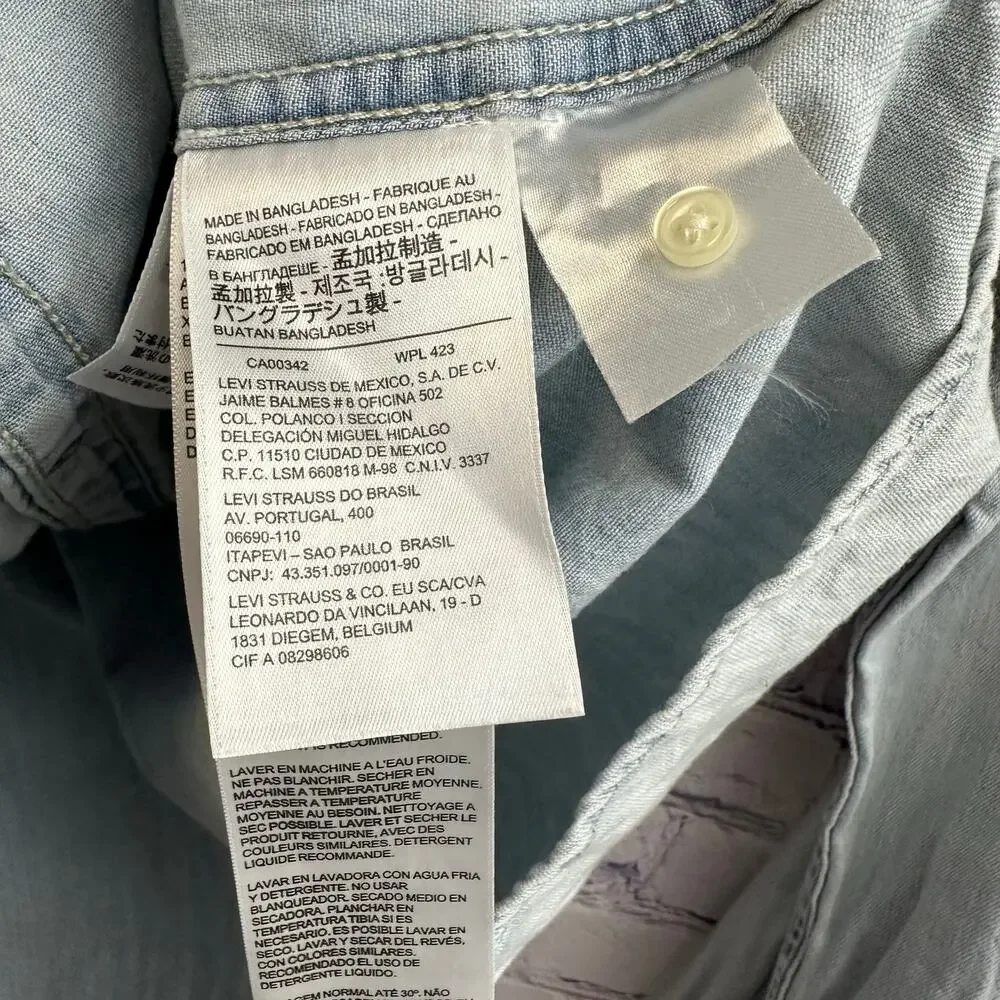 MADE IN BANGLADESH - FABRIQUE AU
BANGLADESH - FABRICADO EN BANGLADESH -
FABRICADO EM BANGLADESH - СДЕЛАНО
В БАНГЛАДЕШЕ - 孟加拉制造 -
孟加拉製 - 제조국 :방글라데시 -
バングラデシュ製 -
BUATAN BANGLADESH
CA00342 WPL 423
LEVI STRAUSS DE MEXICO, S.A. DE C.V.
JAIME BALMES # 8 OFICINA 502
COL. POLANCO I SECCION
DELEGACIÓN MIGUEL HIDALGO
C.P. 11510 CIUDAD DE MEXICO
R.F.C. LSM 660818 M-98 C.N.I.V. 3337
LEVI STRAUSS DO BRASIL
AV. PORTUGAL, 400
06690-110
ITAPEVI – SAO PAULO BRASIL
CNPJ: 43.351.097/0001-90
LEVI STRAUSS & CO. EU SCA/CVA
LEONARDO DA VINCILAAN, 19 - D
1831 DIEGEM, BELGIUM
CIF A 08298606
IS RECOMMENDED.
LAVER EN MACHINE A L'EAU FROIDE.
NE PAS BLANCHIR. SECHER EN
MACHINE A TEMPERATURE MOYENNE.
REPASSER A TEMPERATURE
MOYENNE AU BESOIN. NETTOYAGE A
SEC POSSIBLE. LAVER ET SECHER LE
PRODUIT RETOURNE, AVEC DES
COULEURS SIMILAIRES. DETERGENT
LIQUIDE RECOMMANDE.
LAVAR EN LAVADORA CON AGUA FRIA
Y DETERGENTE. NO USAR
BLANQUEADOR. SECADO MEDIO EN
SECADORA. PLANCHAR EN
TEMPERATURA TIBIA SI ES
NECESARIO. ES POSIBLE LAVAR EN
SECO. LAVAR Y SECAR DEL REVÉS,
CON COLORES SIMILARES.
RECOMENDADO EL USO DE
DETERGENTE LIQUIDO.
AGEM NORMAL ATÉ 30º. NÃO